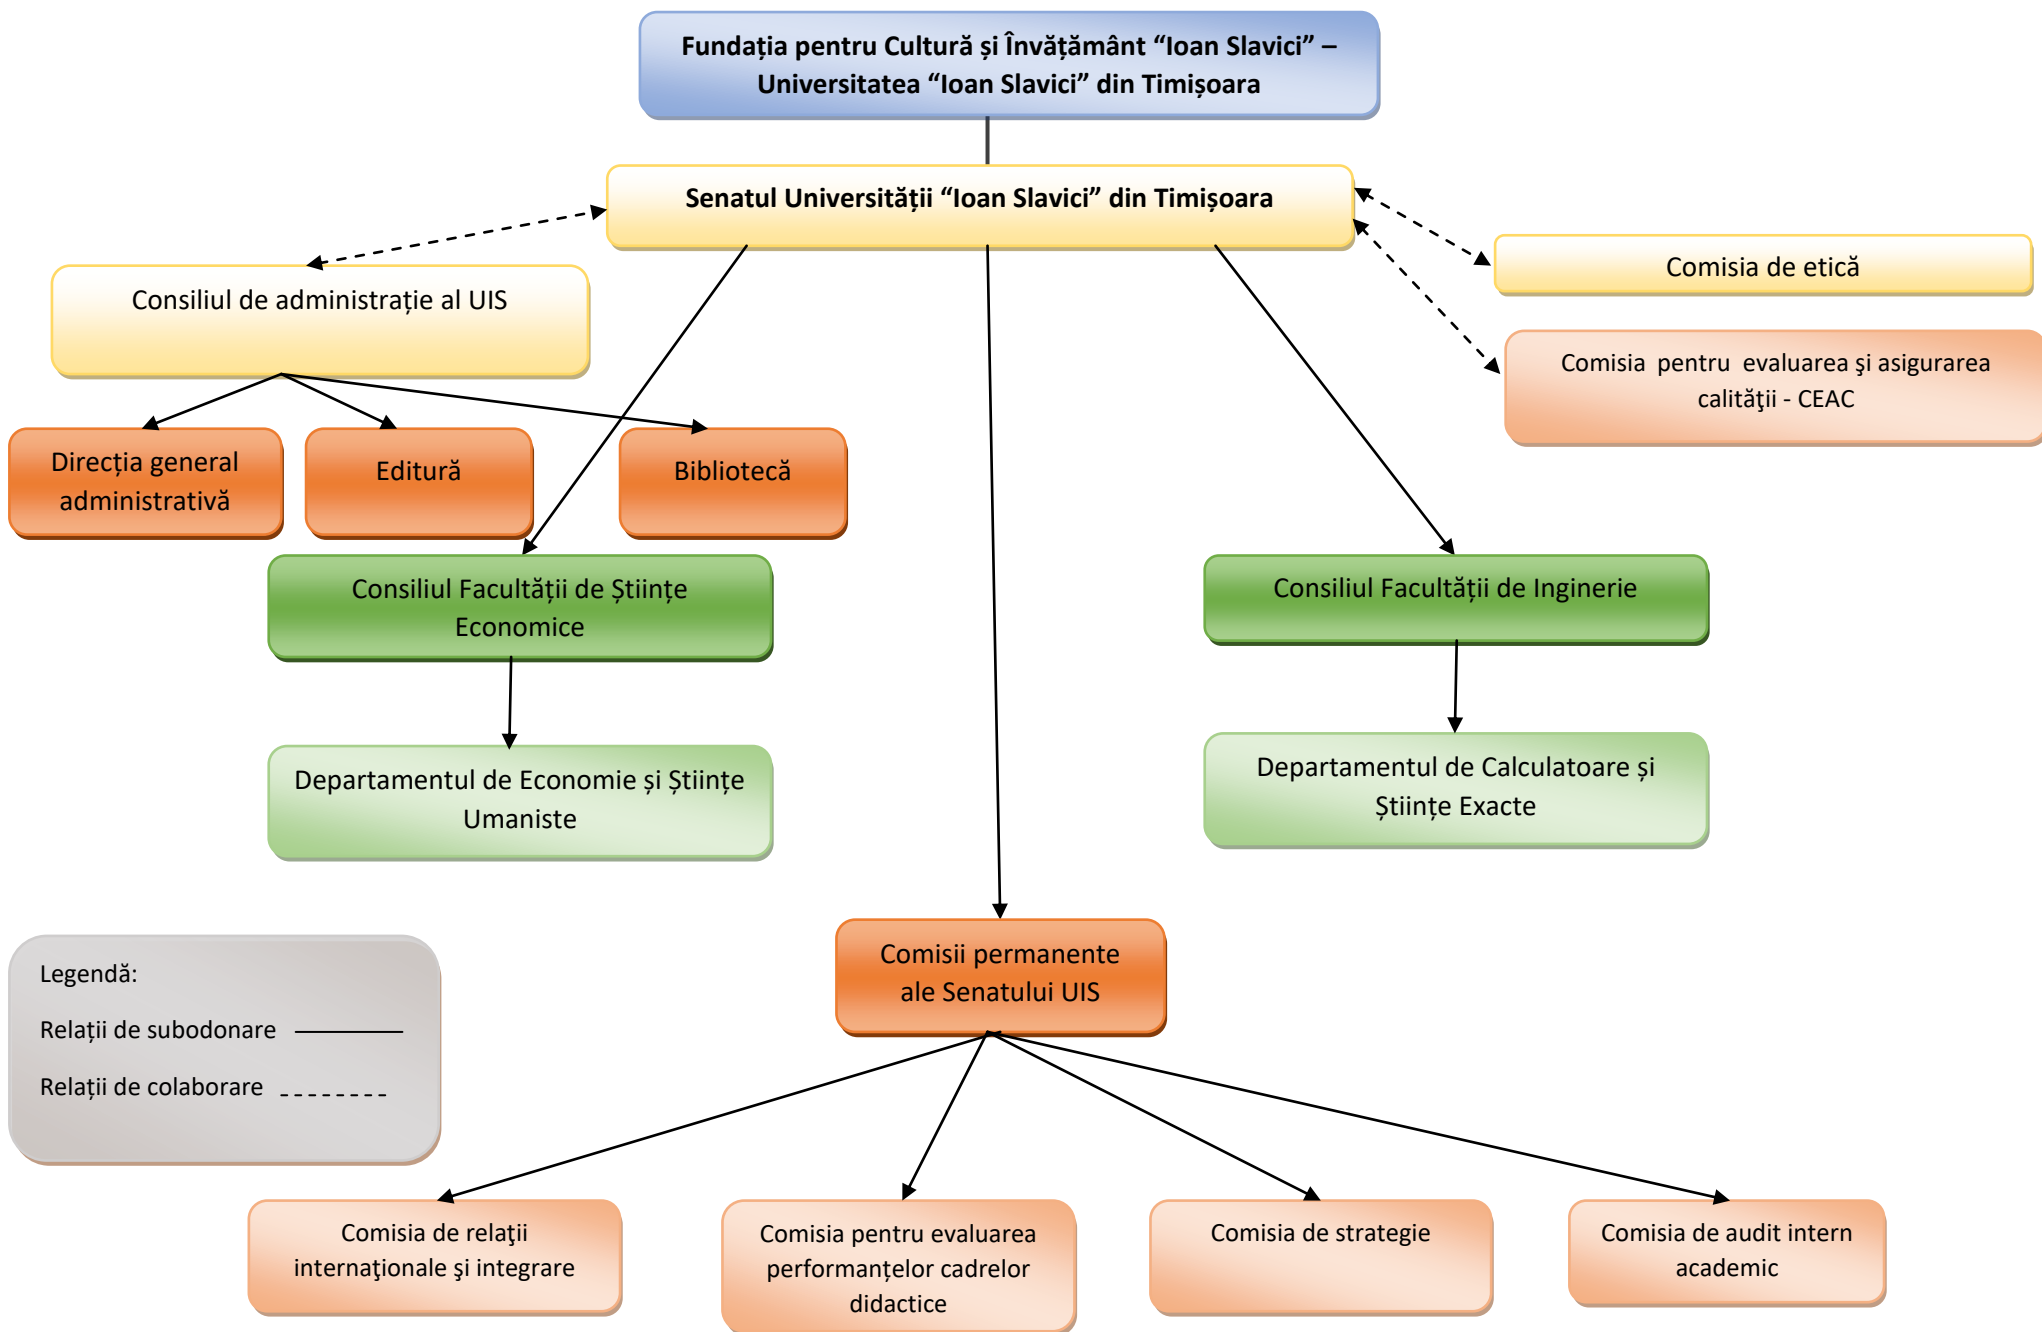 Fundația pentru Cultură și Învățământ “Ioan Slavici” –
Universitatea “Ioan Slavici” din Timișoara
Senatul Universității “Ioan Slavici” din Timișoara
Consiliul de administrație al UIS
Comisia de etică
Comisia pentru evaluarea şi asigurarea
calităţii - CEAC
Direcția general
administrativă
Editură
Bibliotecă
Consiliul Facultății de Științe
Economice
Consiliul Facultății de Inginerie
Departamentul de Economie și Științe
Umaniste
Departamentul de Calculatoare și
Științe Exacte
Comisii permanente
ale Senatului UIS
Legendă:
Relații de subodonare
Relații de colaborare
Comisia de relaţii
internaţionale şi integrare
Comisia pentru evaluarea
performanțelor cadrelor
didactice
Comisia de strategie
Comisia de audit intern
academic